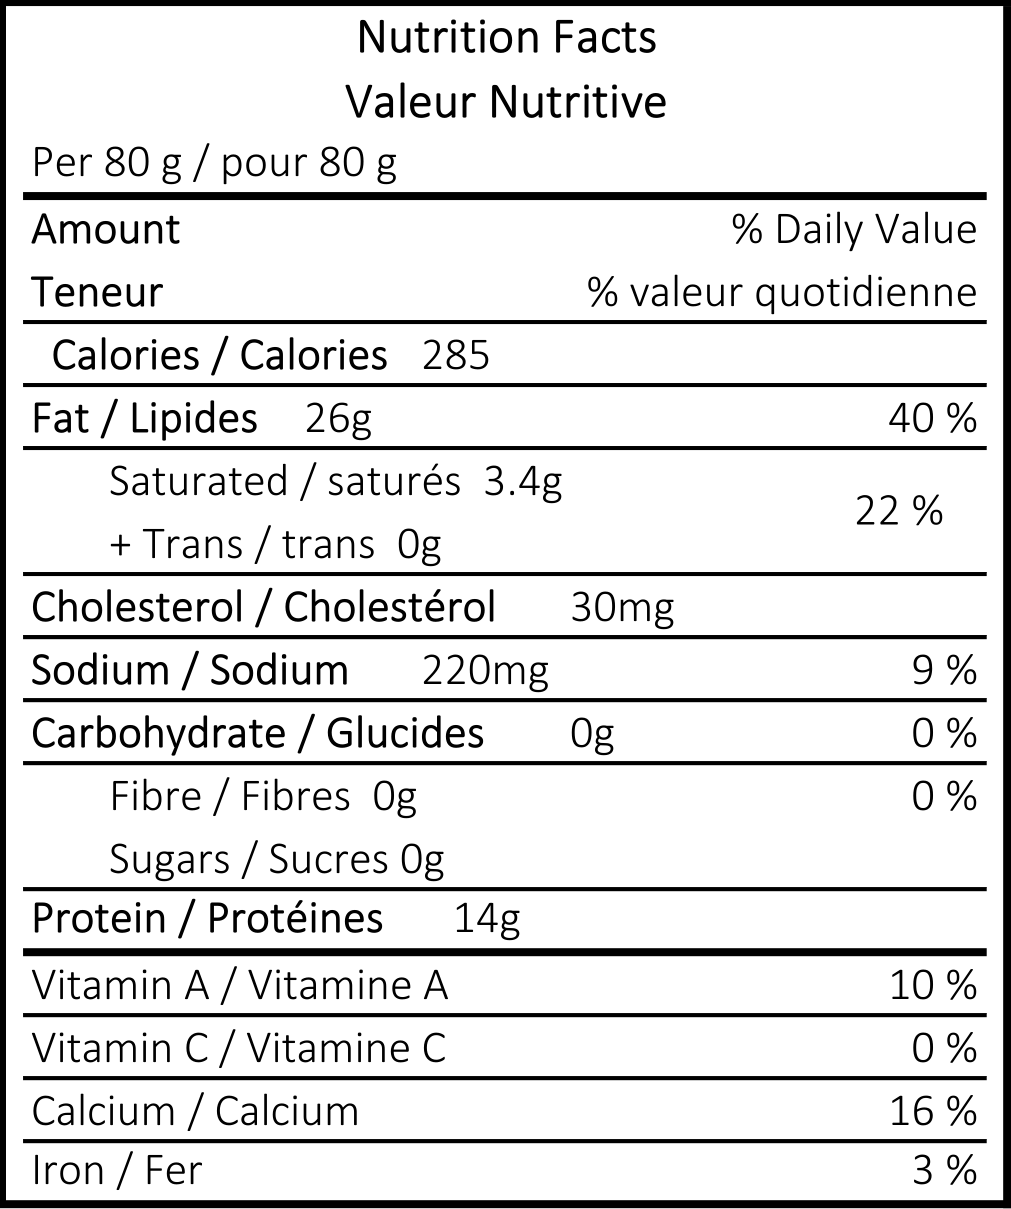 Nutrition Facts
Valeur Nutritive
Per 80 g / pour 80 g
Amount % Daily Value
Teneur % valeur quotidienne
Calories / Calories 285
Fat / Lipides 26g 40 %
Saturated / saturés 3.4g
22 %
+ Trans / trans 0g
Cholesterol / Cholestérol 30mg
Sodium / Sodium 220mg 9 %
Carbohydrate / Glucides 0g 0 %
Fibre / Fibres 0g 0 %
Sugars / Sucres 0g
Protein / Protéines 14g
Vitamin A / Vitamine A 10 %
Vitamin C / Vitamine C 0 %
Calcium / Calcium 16 %
Iron / Fer 3 %